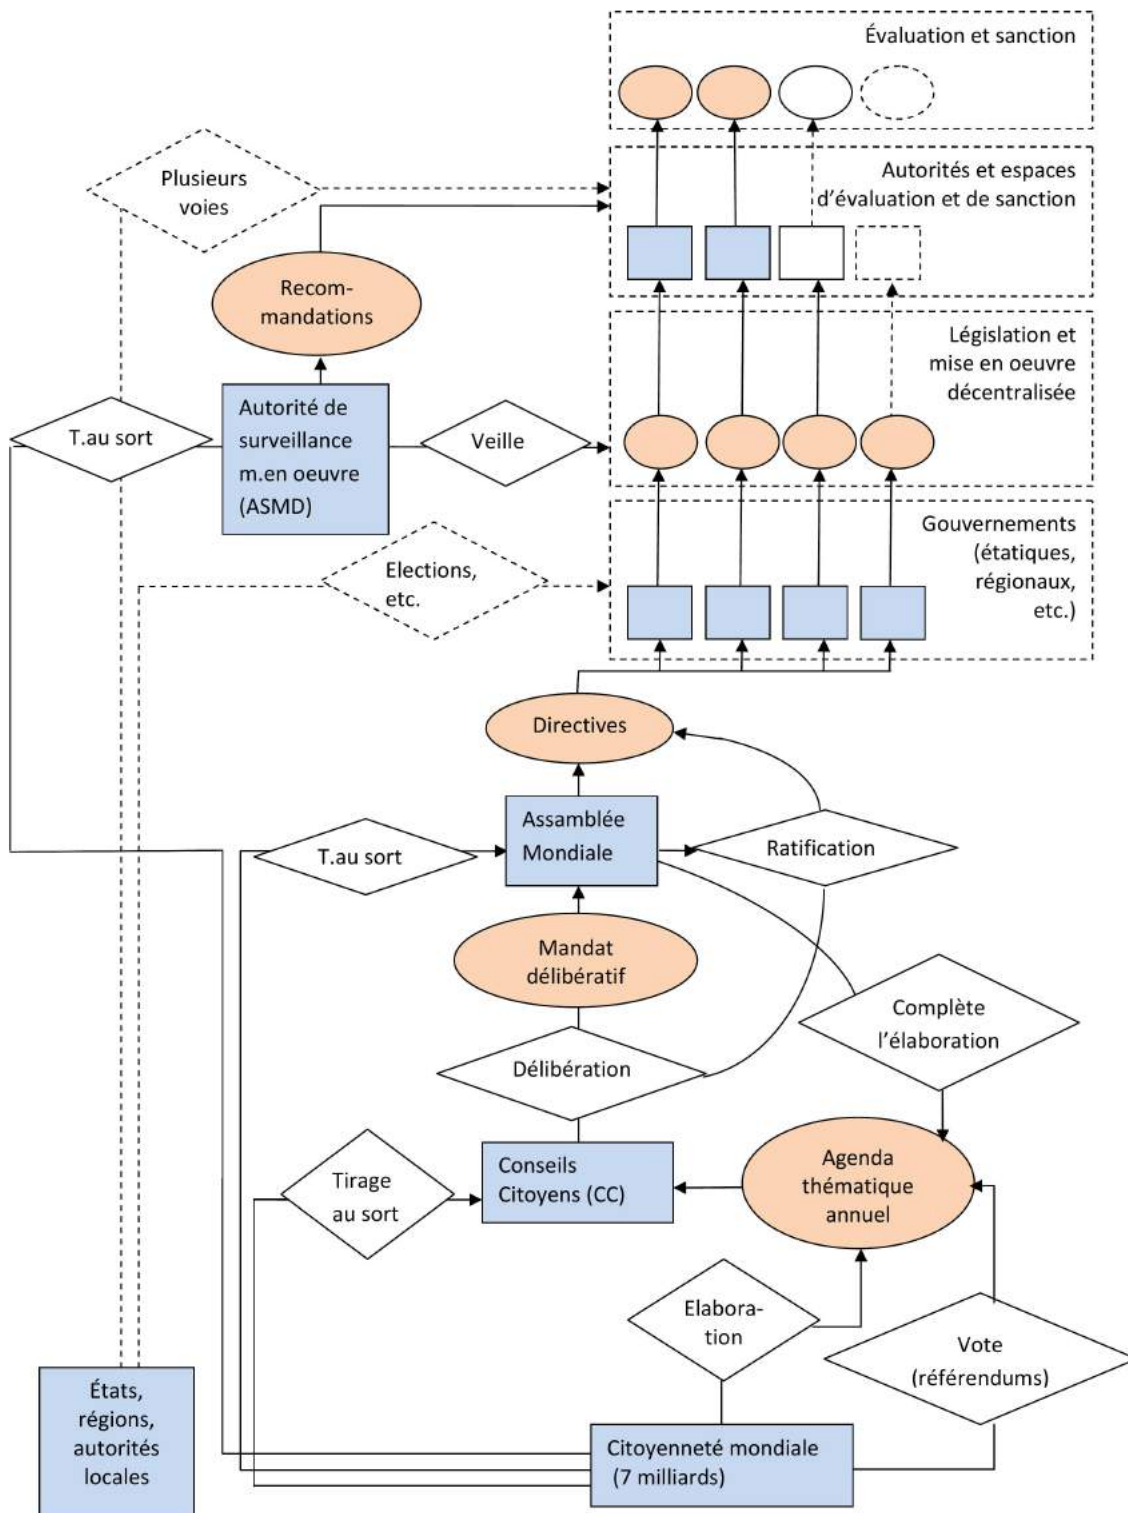 Évaluation et sanction
Plusieurs
voies
Autorités et espaces
d'évaluation et de sanction
Recom-
mandations
Législation et
mise en oeuvre
décentralisée
T.au sort
Autorité de
surveillance
m.en oeuvre
(ASMD)
Veille
Gouvernements
(étatiques,
régionaux,
etc.)
Elections,
etc.
Directives
T.au sort
Assamblée
Mondiale
Ratification
Mandat
délibératif
Complète
l'élaboration
Délibération
Tirage
au sort
Conseils
Citoyens (CC)
Agenda
thématique
annuel
Elabora-
tion
Vote
(référendums)
États,
régions,
autorités
locales
Citoyenneté mondiale
(7 milliards)